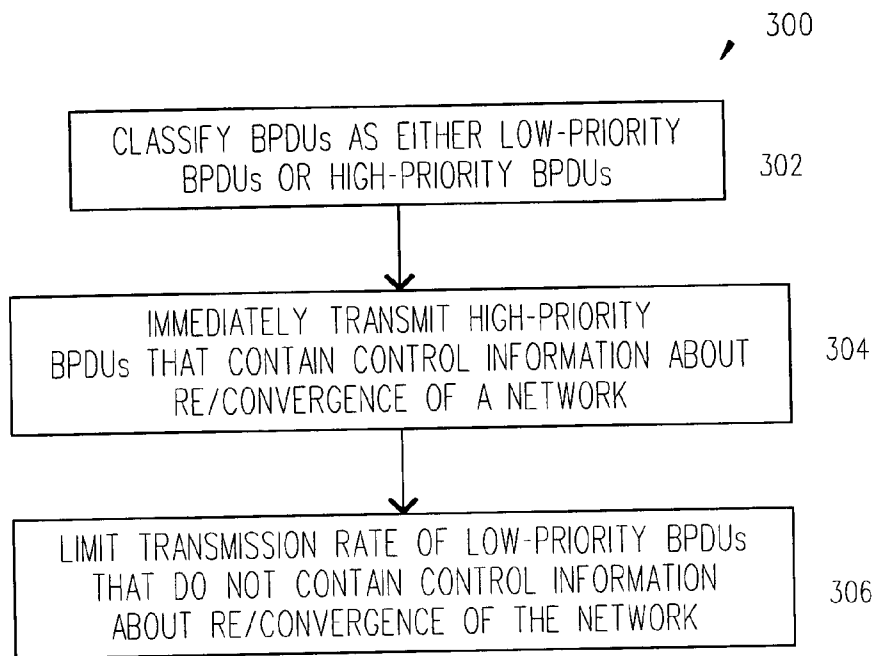 300
CLASSIFY BPDUs AS EITHER LOW-PRIORITY
BPDUs OR HIGH-PRIORITY BPDUs
302
IMMEDIATELY TRANSMIT HIGH-PRIORITY
BPDUs THAT CONTAIN CONTROL INFORMATION ABOUT
RE/CONVERGENCE OF A NETWORK
304
LIMIT TRANSMISSION RATE OF LOW-PRIORITY BPDUs
THAT DO NOT CONTAIN CONTROL INFORMATION
ABOUT RE/CONVERGENCE OF THE NETWORK
306